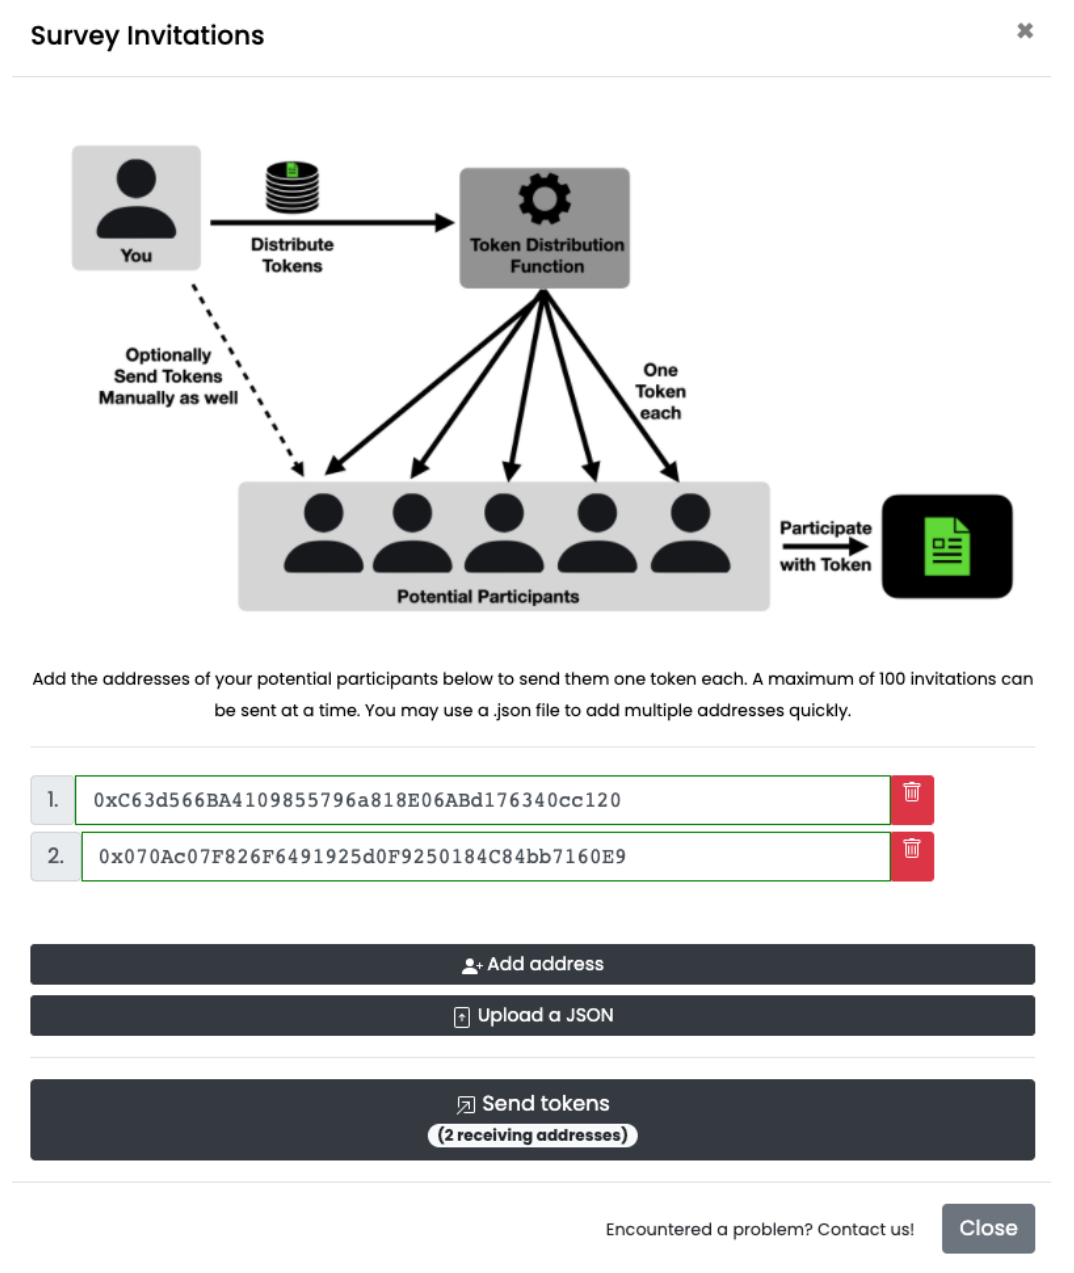 Survey Invitations
You
Distribute
Tokens
Token Distribution
Function
Optionally
Send Tokens
Manually as well
One
Token
each
Potential Participants
Participate
with Token
Add the addresses of your potential participants below to send them one token each. A maximum of 100 invitations can
be sent at a time. You may use a .json file to add multiple addresses quickly.
1. 0xC63d566BA4109855796a818E06ABd176340cc120
2. 0x070Ac07F826F6491925d0F9250184C84bb7160E9
Add address
Upload a JSON
Send tokens
(2 receiving addresses)
Encountered a problem? Contact us!
Close